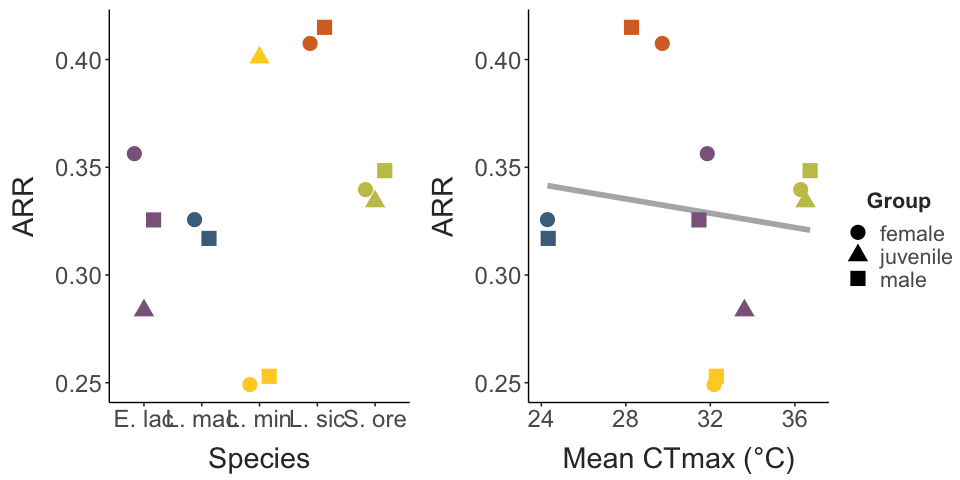 ARR
0.40
0.35
0.30
0.25
E. lac L. mac L. min L. sic S. ore
Species
ARR
0.40
0.35
0.30
0.25
24 28 32 36
Mean CTmax (°C)
Group
female
juvenile
male